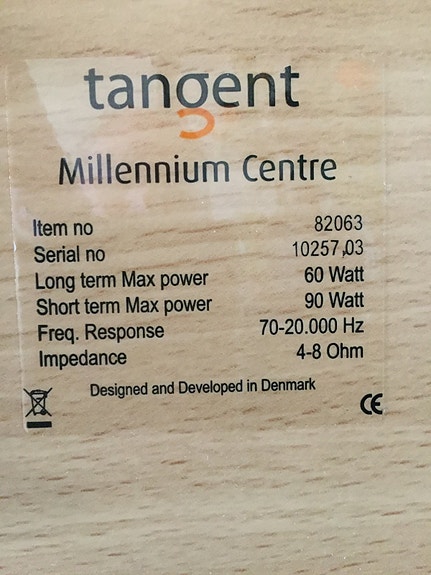 tangent
Millennium Centre
Item no 82063
Serial no 10257,03
Long term Max power 60 Watt
Short term Max power 90 Watt
Freq. Response 70-20.000 Hz
Impedance 4-8 Ohm
Designed and Developed in Denmark
CE